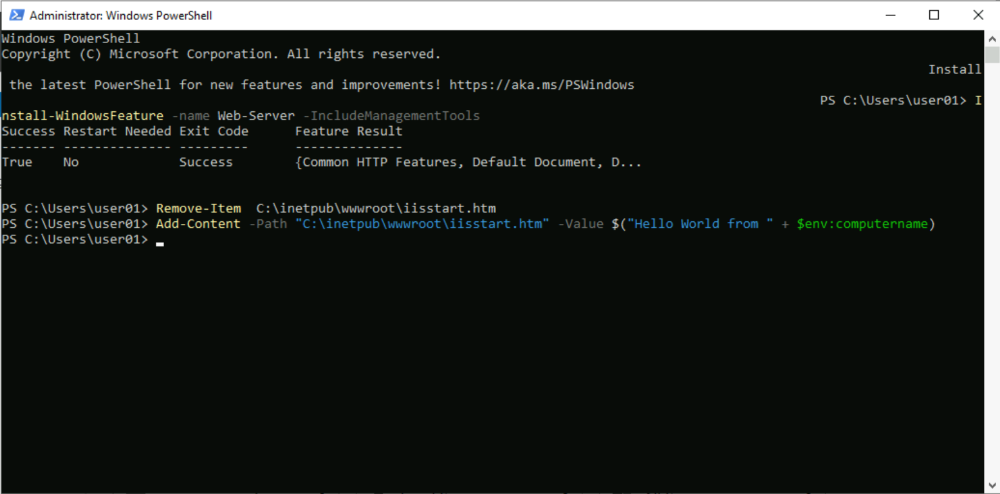 Administrator: Windows PowerShell
Windows PowerShell
Copyright (C) Microsoft Corporation. All rights reserved.
Install
the latest PowerShell for new features and improvements! https://aka.ms/PSWindows
PS C:\Users\user01> I
nstall-WindowsFeature -name Web-Server -IncludeManagementTools
Success Restart Needed Exit Code      Feature Result
------- -------------- ---------      --------------
True    No             Success        {Common HTTP Features, Default Document, D...
PS C:\Users\user01> Remove-Item  C:\inetpub\wwwroot\iisstart.htm
PS C:\Users\user01> Add-Content -Path "C:\inetpub\wwwroot\iisstart.htm" -Value $("Hello World from " + $env:computername)
PS C:\Users\user01>